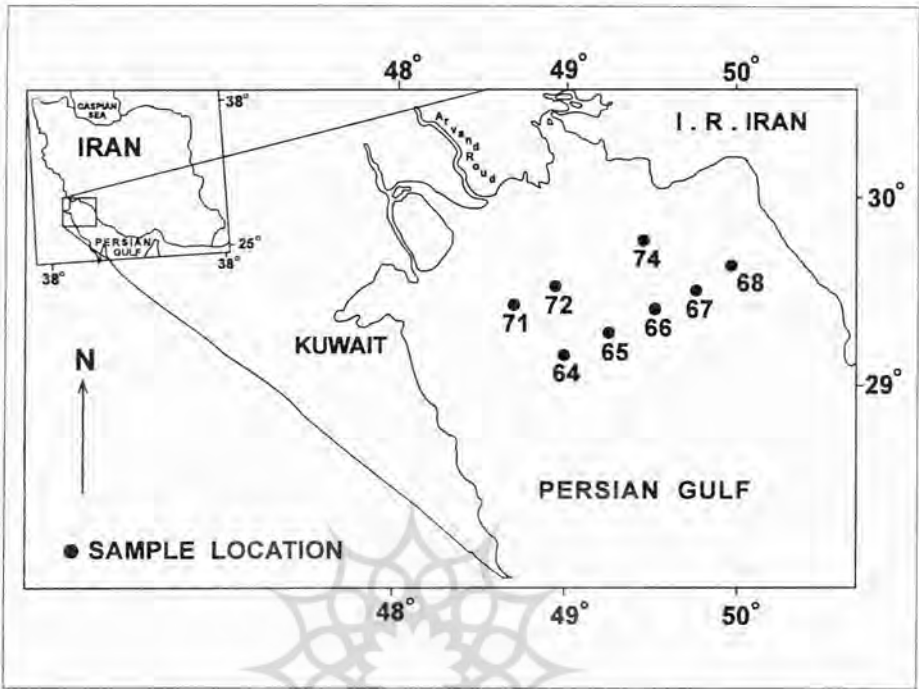 48° 49° 50°
38°
CASPIAN
SEA
IRAN
PERSIAN
GULF
25°
38° 38°
Arvand Roud
I . R . IRAN
30°
74
68
67
72
71
66
65
64
KUWAIT
29°
N
PERSIAN GULF
SAMPLE LOCATION
48° 49° 50°